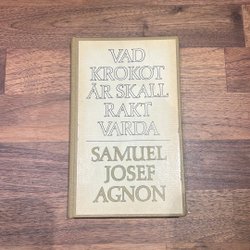 VAD
KROKOT
ÄR SKALL
RAKT
VARDA
SAMUEL
JOSEF
AGNON